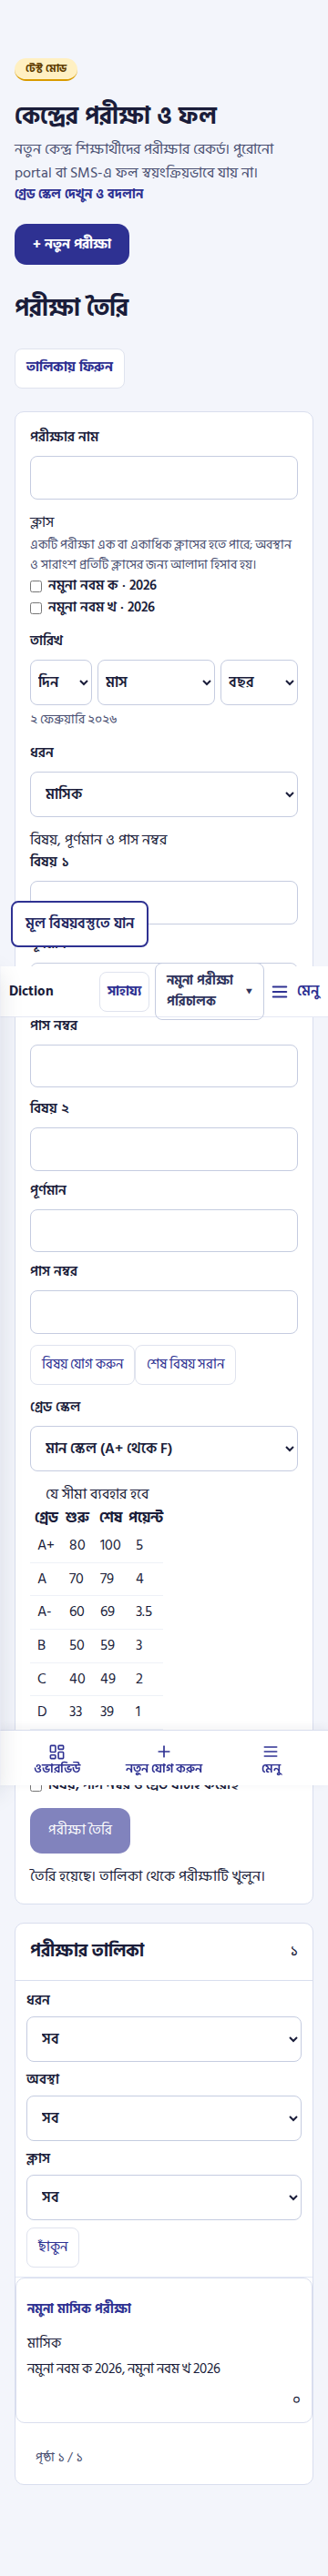 টেস্ট মোড
কেন্দ্রের পরীক্ষা ও ফল
নতুন কেন্দ্র শিক্ষার্থীদের পরীক্ষার রেকর্ড। পুরোনো
portal বা SMS-এ ফল স্বয়ংক্রিয়ভাবে যায় না।
গ্রেড স্কেল দেখুন ও বদলান
+ নতুন পরীক্ষা
পরীক্ষা তৈরি
তালিকায় ফিরুন
পরীক্ষার নাম
ক্লাস
একটি পরীক্ষা এক বা একাধিক ক্লাসের হতে পারে; অবস্থান
ও সারাংশ প্রতিটি ক্লাসের জন্য আলাদা হিসাব হয়।
নমুনা নবম ক · 2026
নমুনা নবম খ · 2026
তারিখ
দিন মাস বছর
২ ফেব্রুয়ারি ২০২৬
ধরন
মাসিক
বিষয়, পূর্ণমান ও পাস নম্বর
বিষয় ১
মূল বিষয়বস্তুতে যান
Diction সাহায্য নমুনা পরীক্ষা পরিচালক ▾ মেনু
পাস নম্বর
বিষয় ২
পূর্ণমান
পাস নম্বর
বিষয় যোগ করুন শেষ বিষয় সরান
গ্রেড স্কেল
মান স্কেল (A+ থেকে F)
যে সীমা ব্যবহার হবে
গ্রেড শুরু শেষ পয়েন্ট
A+ 80 100 5
A 70 79 4
A- 60 69 3.5
B 50 59 3
C 40 49 2
D 33 39 1
ওভারভিউ নতুন যোগ করুন মেনু
পরীক্ষা তৈরি
তৈরি হয়েছে। তালিকা থেকে পরীক্ষাটি খুলুন।
পরীক্ষার তালিকা ১
ধরন
সব
অবস্থা
সব
ক্লাস
সব
ছাঁকুন
নমুনা মাসিক পরীক্ষা
মাসিক
নমুনা নবম ক 2026, নমুনা নবম খ 2026
০
পৃষ্ঠা ১ / ১